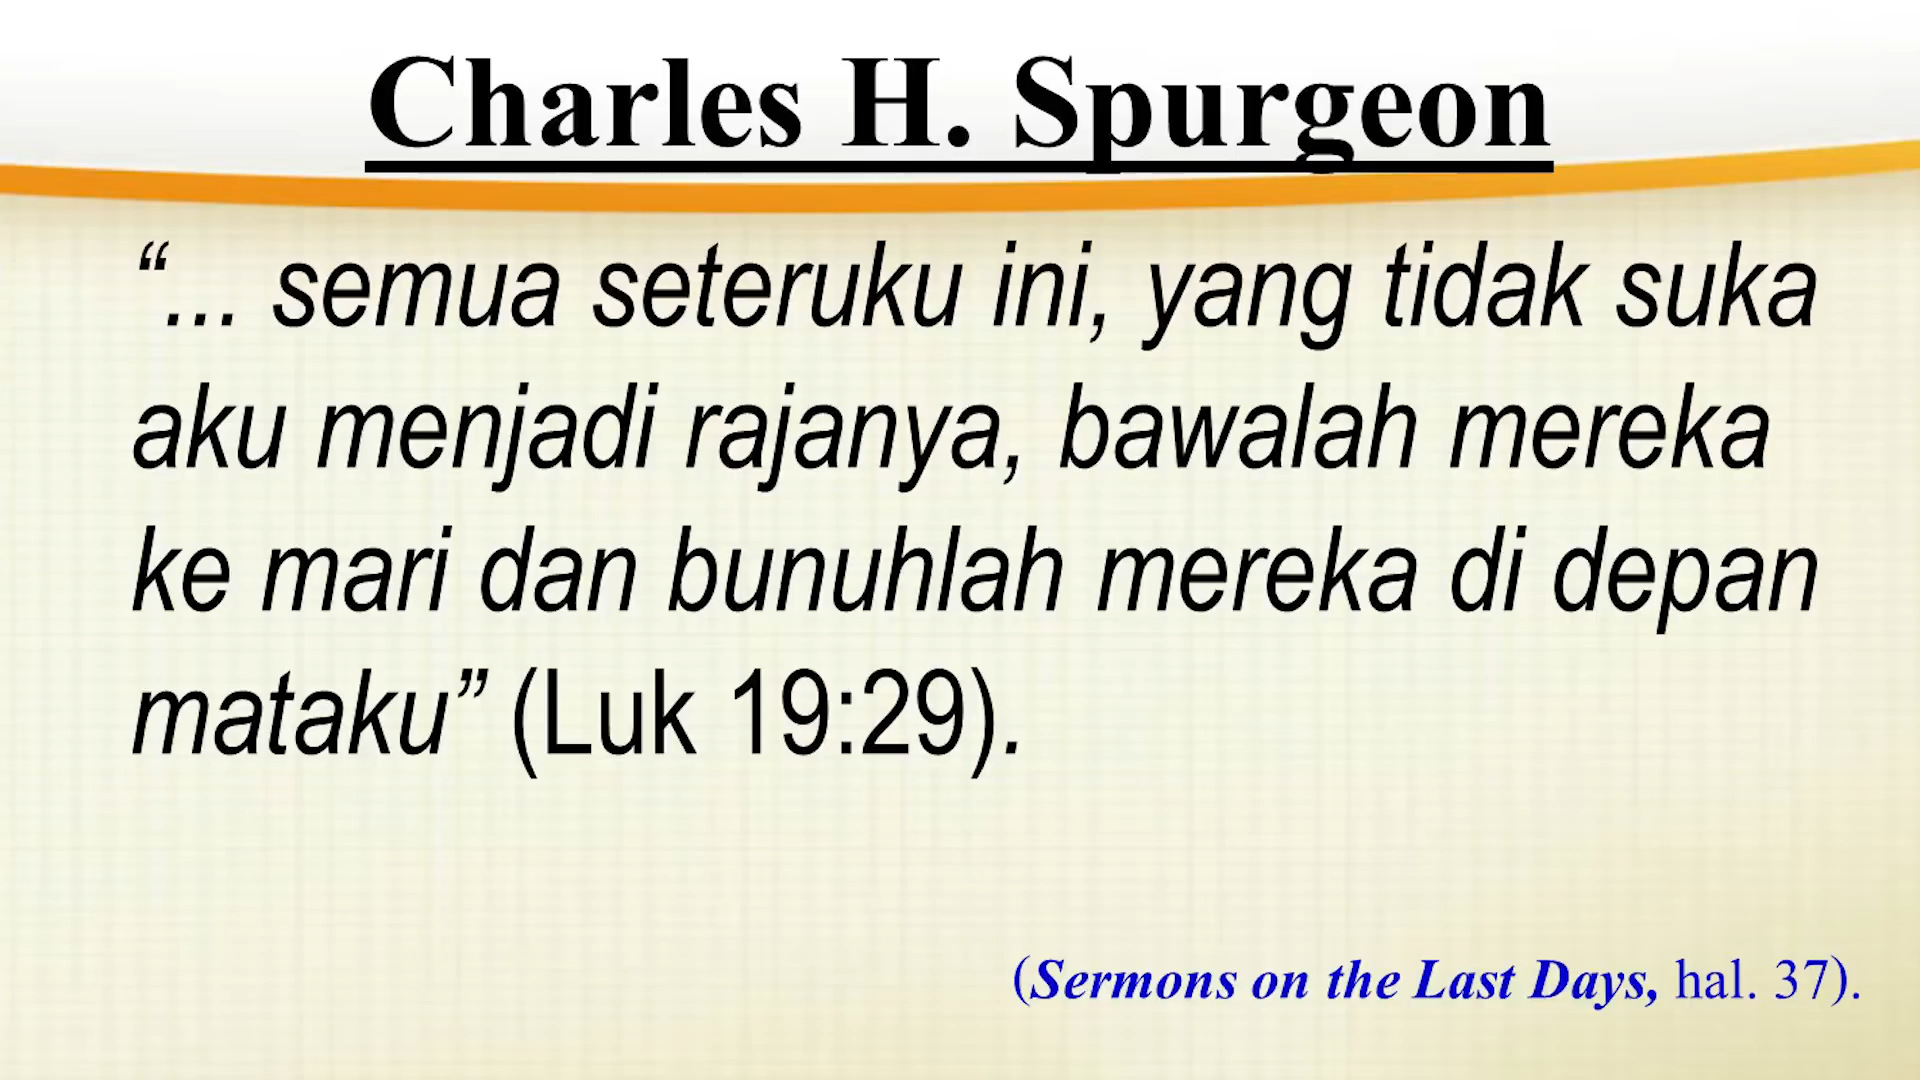 Charles H. Spurgeon
“... semua seteruku ini, yang tidak suka
aku menjadi rajanya, bawalah mereka
ke mari dan bunuhlah mereka di depan
mataku” (Luk 19:29).
(Sermons on the Last Days, hal. 37).